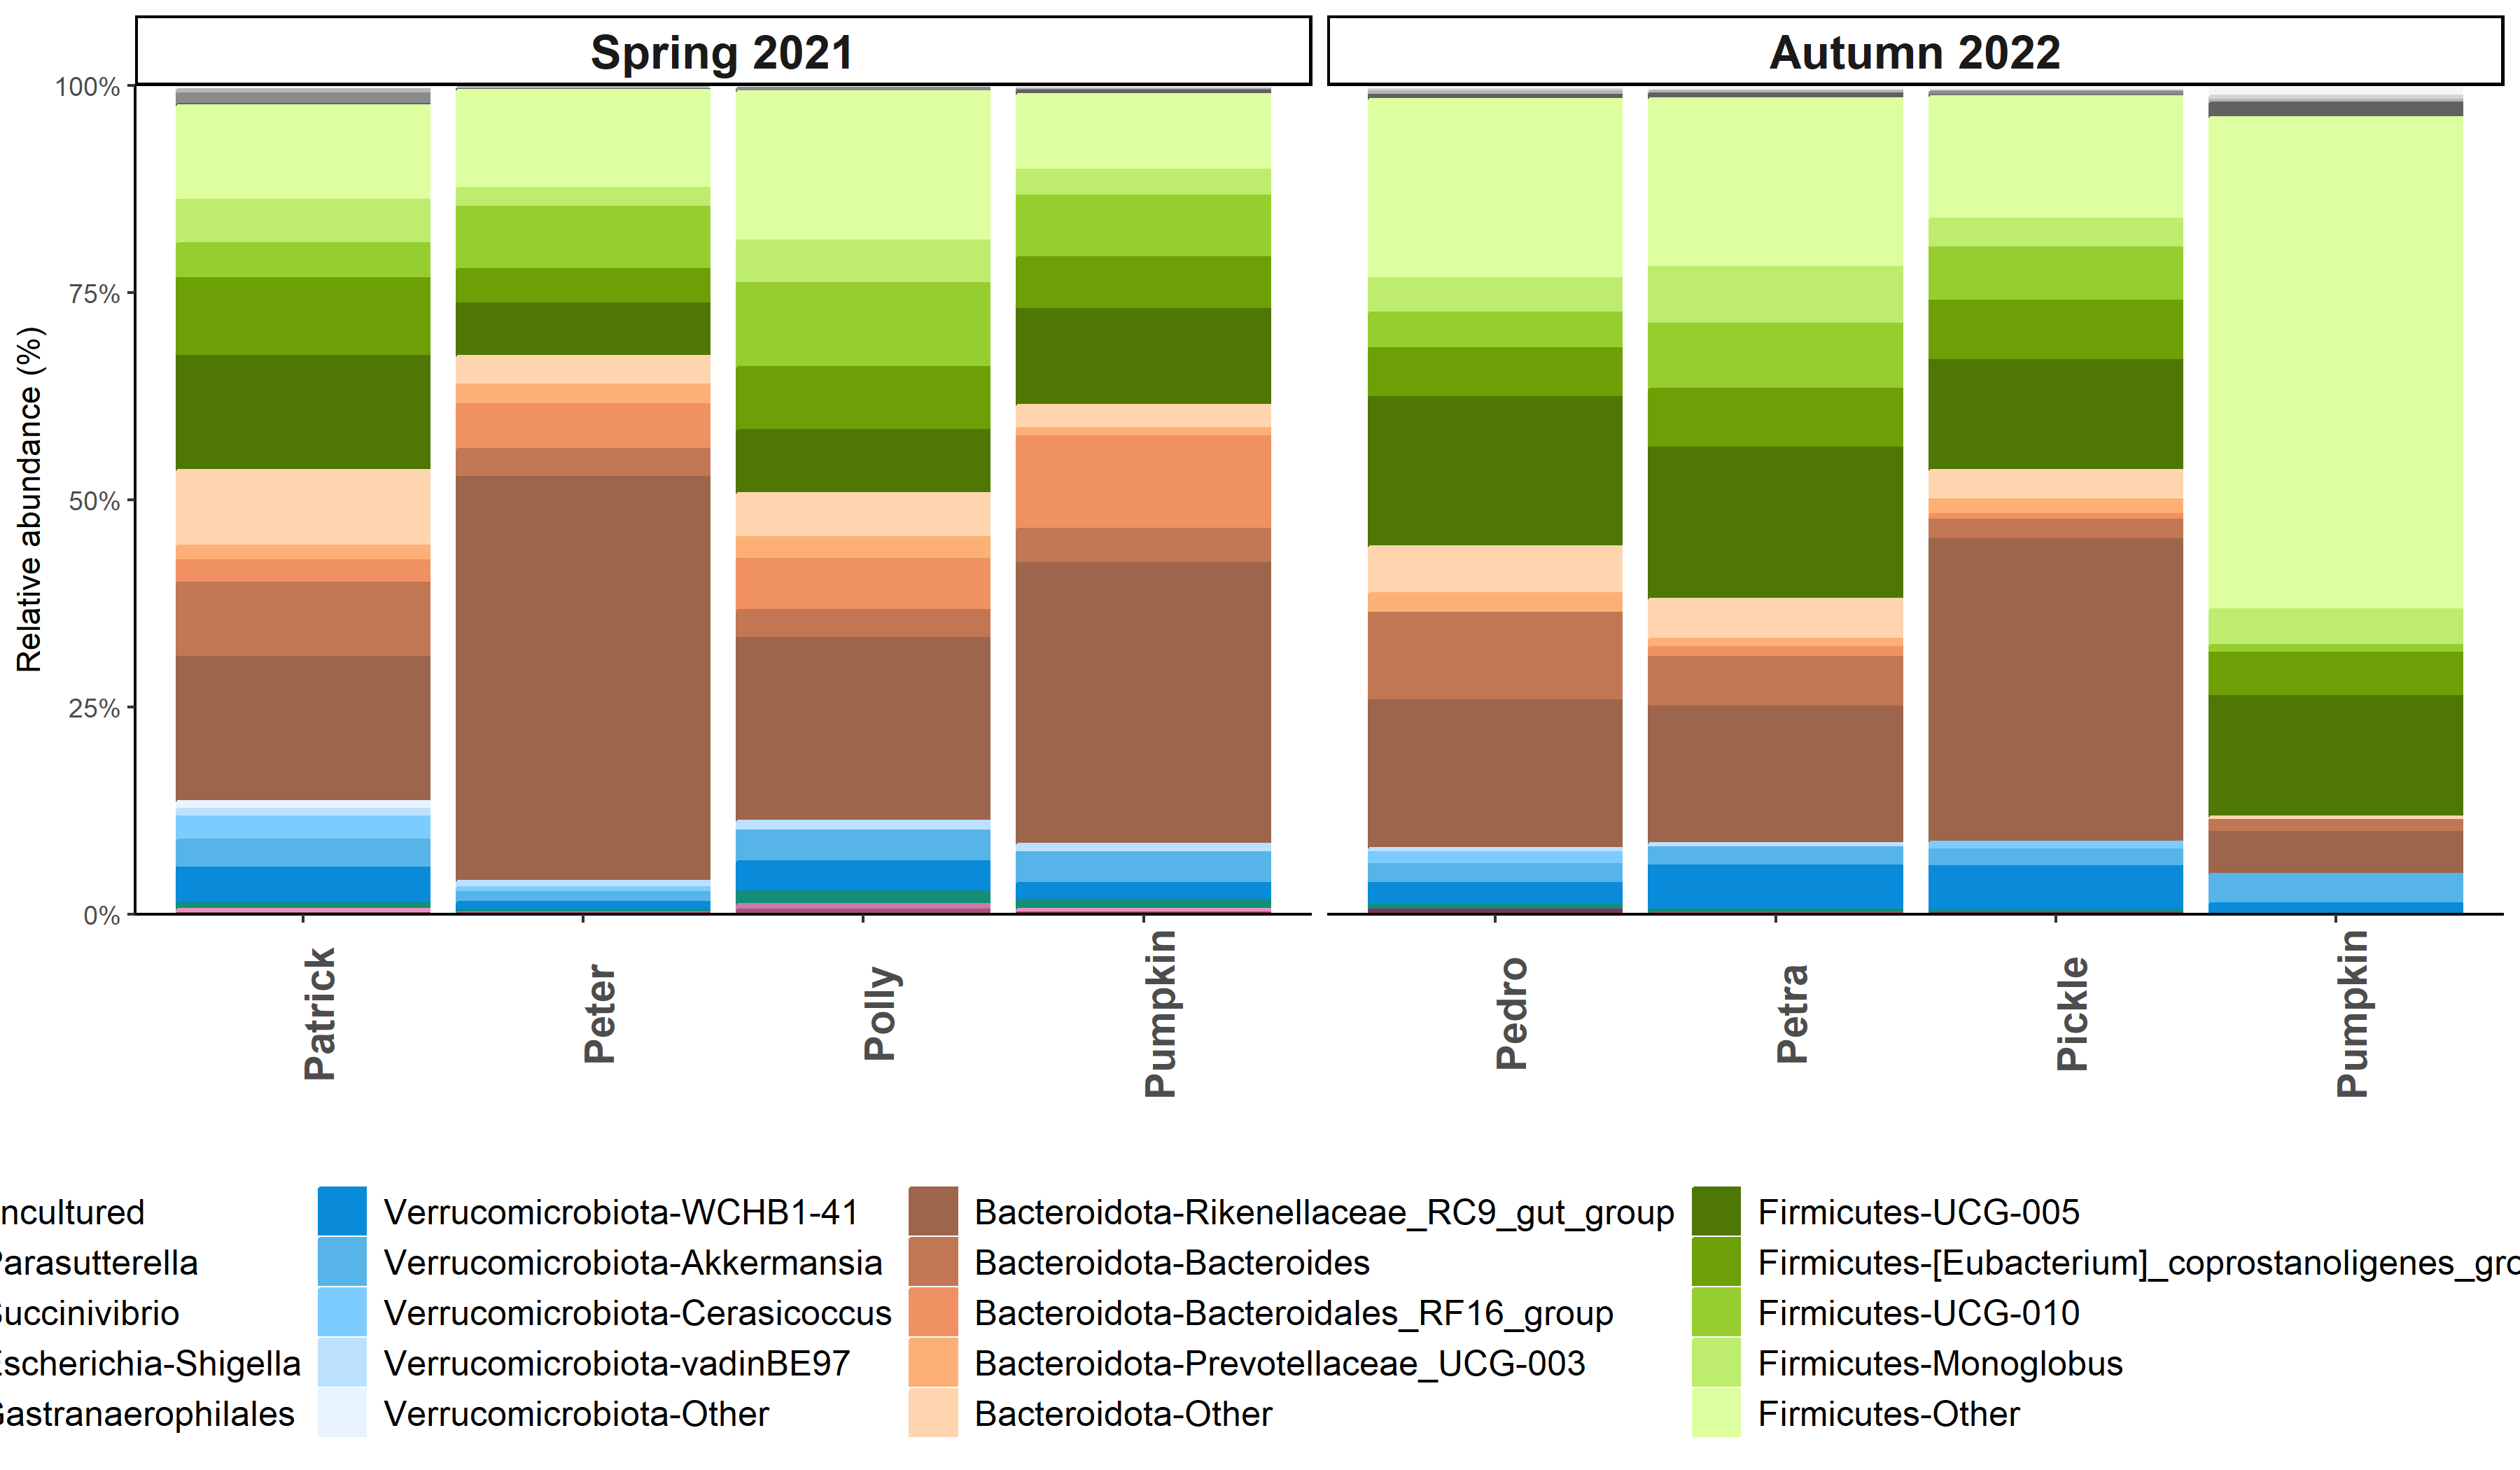 Spring 2021
Autumn 2022
Relative abundance (%)
100%
75%
50%
25%
0%
Patrick
Peter
Polly
Pumpkin
Pedro
Petra
Pickle
Pumpkin
ncultured
Verrucomicrobiota-WCHB1-41
Bacteroidota-Rikenellaceae_RC9_gut_group
Firmicutes-UCG-005
Parasutterella
Verrucomicrobiota-Akkermansia
Bacteroidota-Bacteroides
Firmicutes-[Eubacterium]_coprostanoligenes_gro
Succinivibrio
Verrucomicrobiota-Cerasicoccus
Bacteroidota-Bacteroidales_RF16_group
Firmicutes-UCG-010
Escherichia-Shigella
Verrucomicrobiota-vadinBE97
Bacteroidota-Prevotellaceae_UCG-003
Firmicutes-Monoglobus
Gastranaerophilales
Verrucomicrobiota-Other
Bacteroidota-Other
Firmicutes-Other